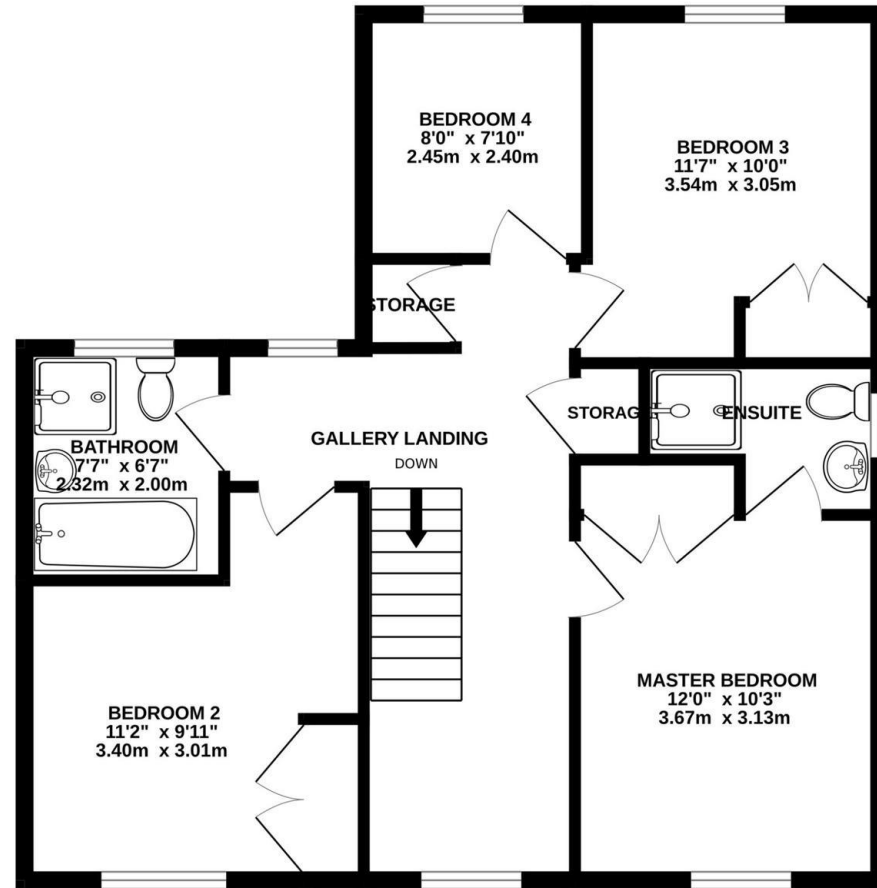 BEDROOM 4
8'0" x 7'10"
2.45m x 2.40m
BEDROOM 3
11'7" x 10'0"
3.54m x 3.05m
STORAGE
STORAGE
ENSUITE
GALLERY LANDING
DOWN
BATHROOM
7'7" x 6'7"
2.32m x 2.00m
MASTER BEDROOM
12'0" x 10'3"
3.67m x 3.13m
BEDROOM 2
11'2" x 9'11"
3.40m x 3.01m